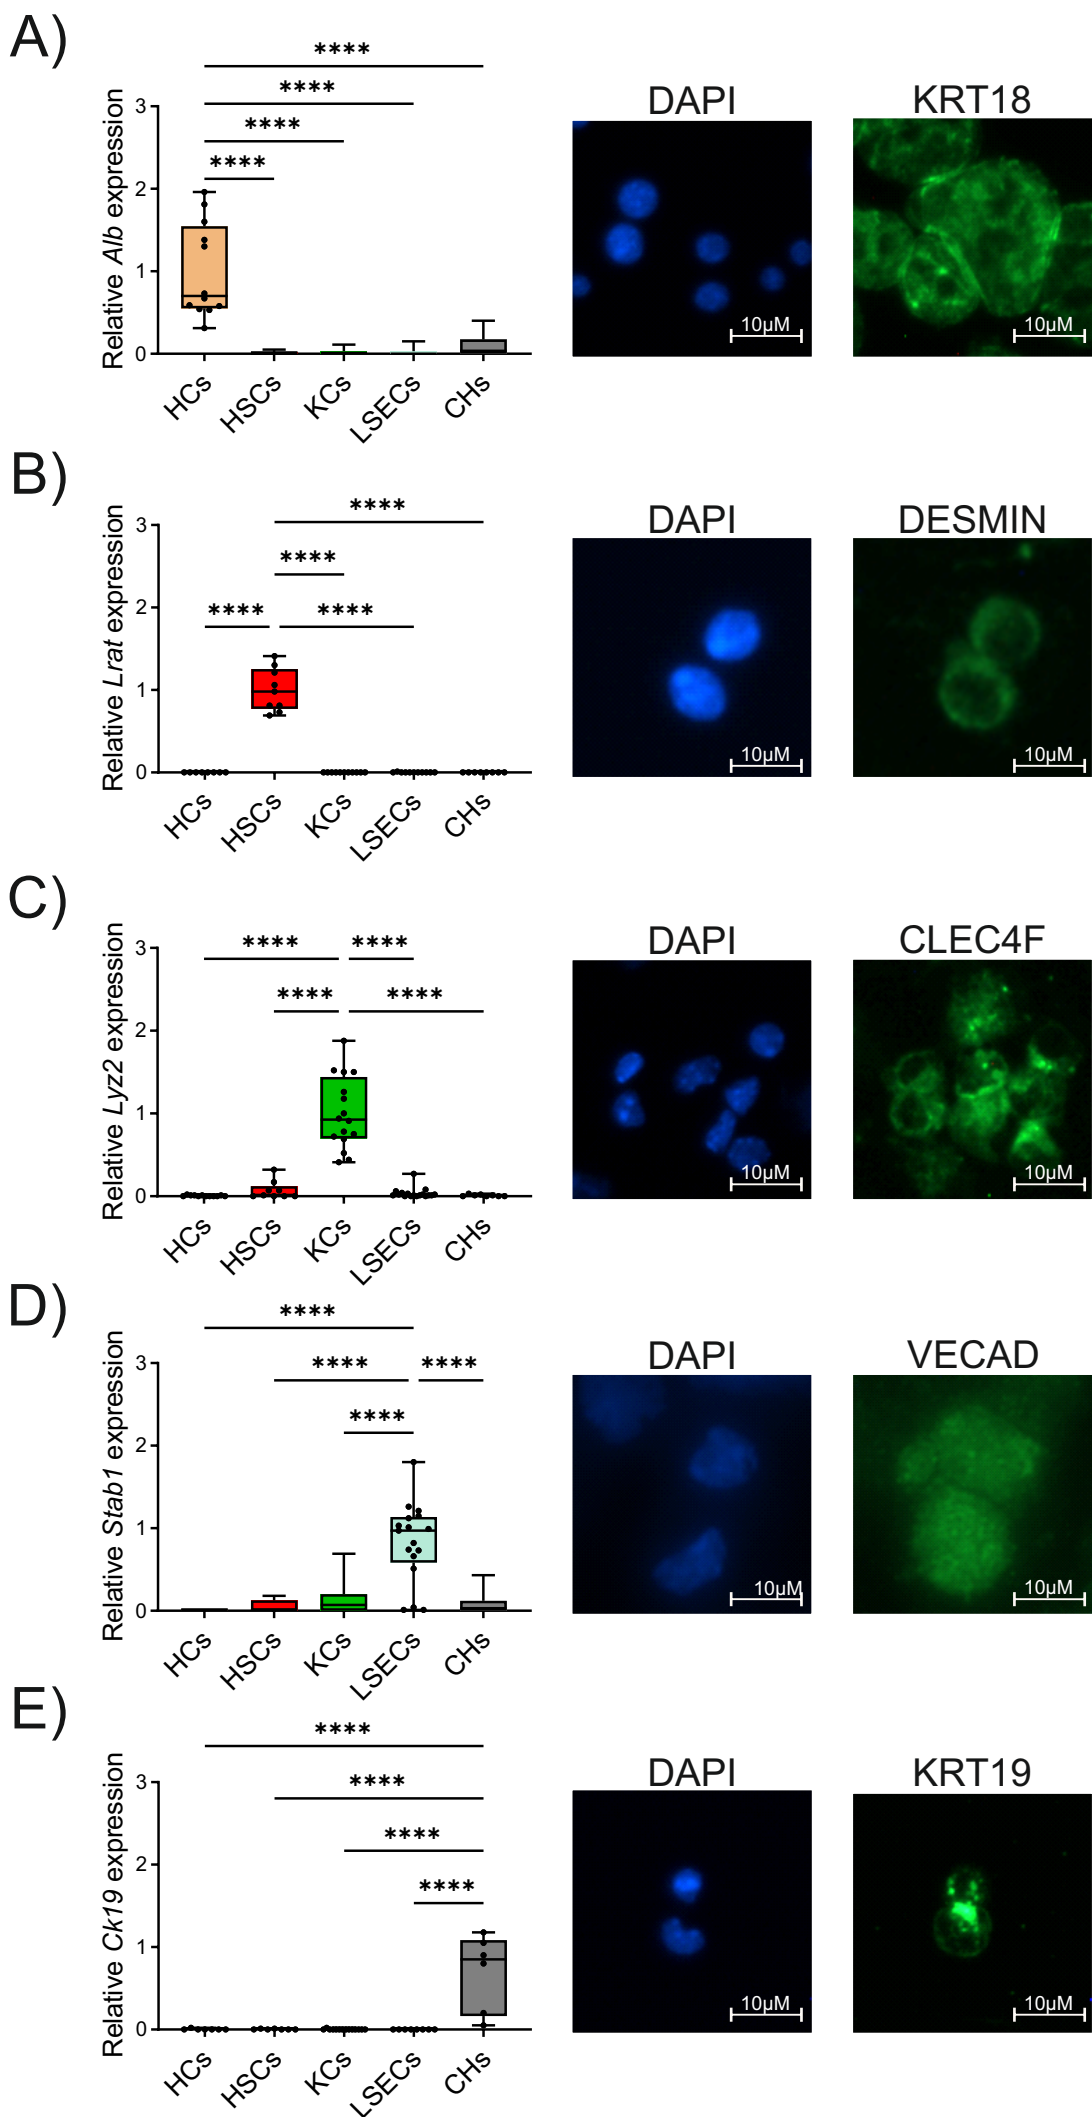 A)
****
****
****
****
Relative Alb expression
3
2
1
0
HCs
HSCs
KCs
LSECs
CHs
DAPI
10µM
KRT18
10µM
B)
****
****
****
****
Relative Lrat expression
3
2
1
0
HCs
HSCs
KCs
LSECs
CHs
DAPI
10µM
DESMIN
10µM
C)
****
****
****
****
Relative Lyz2 expression
3
2
1
0
HCs
HSCs
KCs
LSECs
CHs
DAPI
10µM
CLEC4F
10µM
D)
****
****
****
****
Relative Stab1 expression
3
2
1
0
HCs
HSCs
KCs
LSECs
CHs
DAPI
10µM
VECAD
10µM
E)
****
****
****
****
Relative Ck19 expression
3
2
1
0
HCs
HSCs
KCs
LSECs
CHs
DAPI
10µM
KRT19
10µM